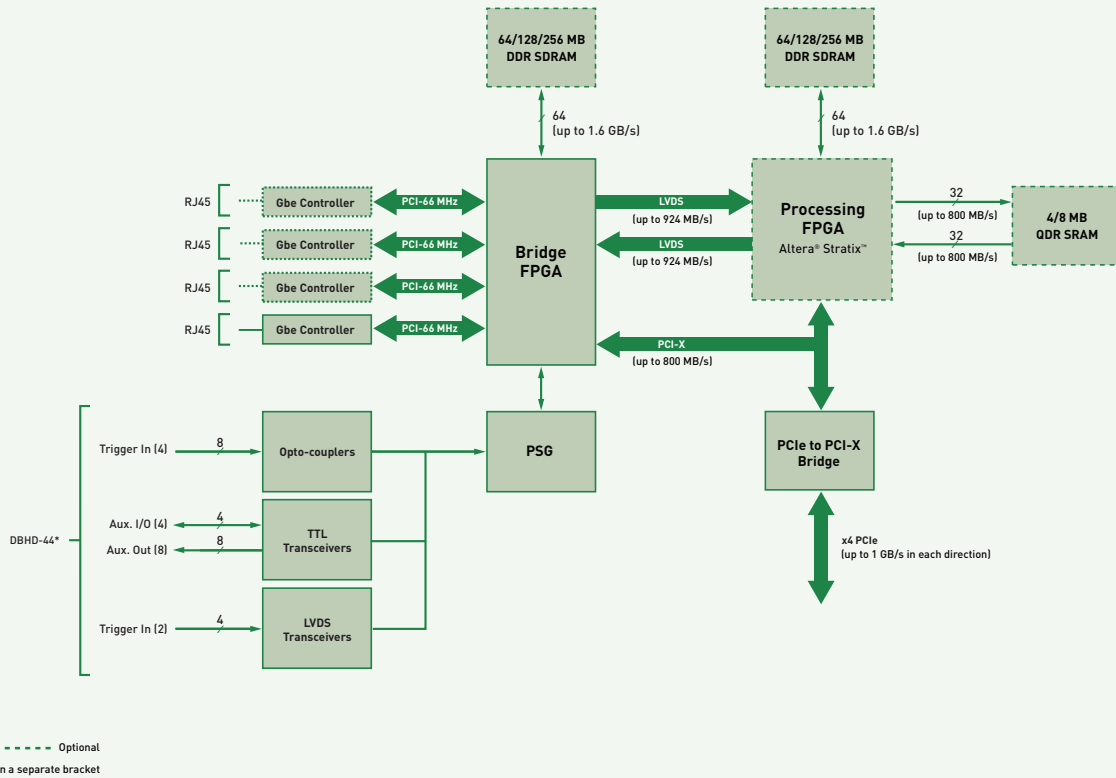 64/128/256 MB
DDR SDRAM
64/128/256 MB
DDR SDRAM
64
(up to 1.6 GB/s)
64
(up to 1.6 GB/s)
RJ45
Gbe Controller
PCI-66 MHz
RJ45
Gbe Controller
PCI-66 MHz
RJ45
Gbe Controller
PCI-66 MHz
RJ45
Gbe Controller
PCI-66 MHz
Bridge
FPGA
LVDS
(up to 924 MB/s)
LVDS
(up to 924 MB/s)
PCI-X
(up to 800 MB/s)
Processing
FPGA
Altera® Stratix™
32
(up to 800 MB/s)
32
(up to 800 MB/s)
4/8 MB
QDR SRAM
DBHD-44*
Trigger In (4)
8
Opto-couplers
Aux. I/O (4)
4
Aux. Out (8)
8
TTL
Transceivers
Trigger In (2)
4
LVDS
Transceivers
PSG
PCIe to PCI-X
Bridge
x4 PCIe
(up to 1 GB/s in each direction)
Optional
n a separate bracket